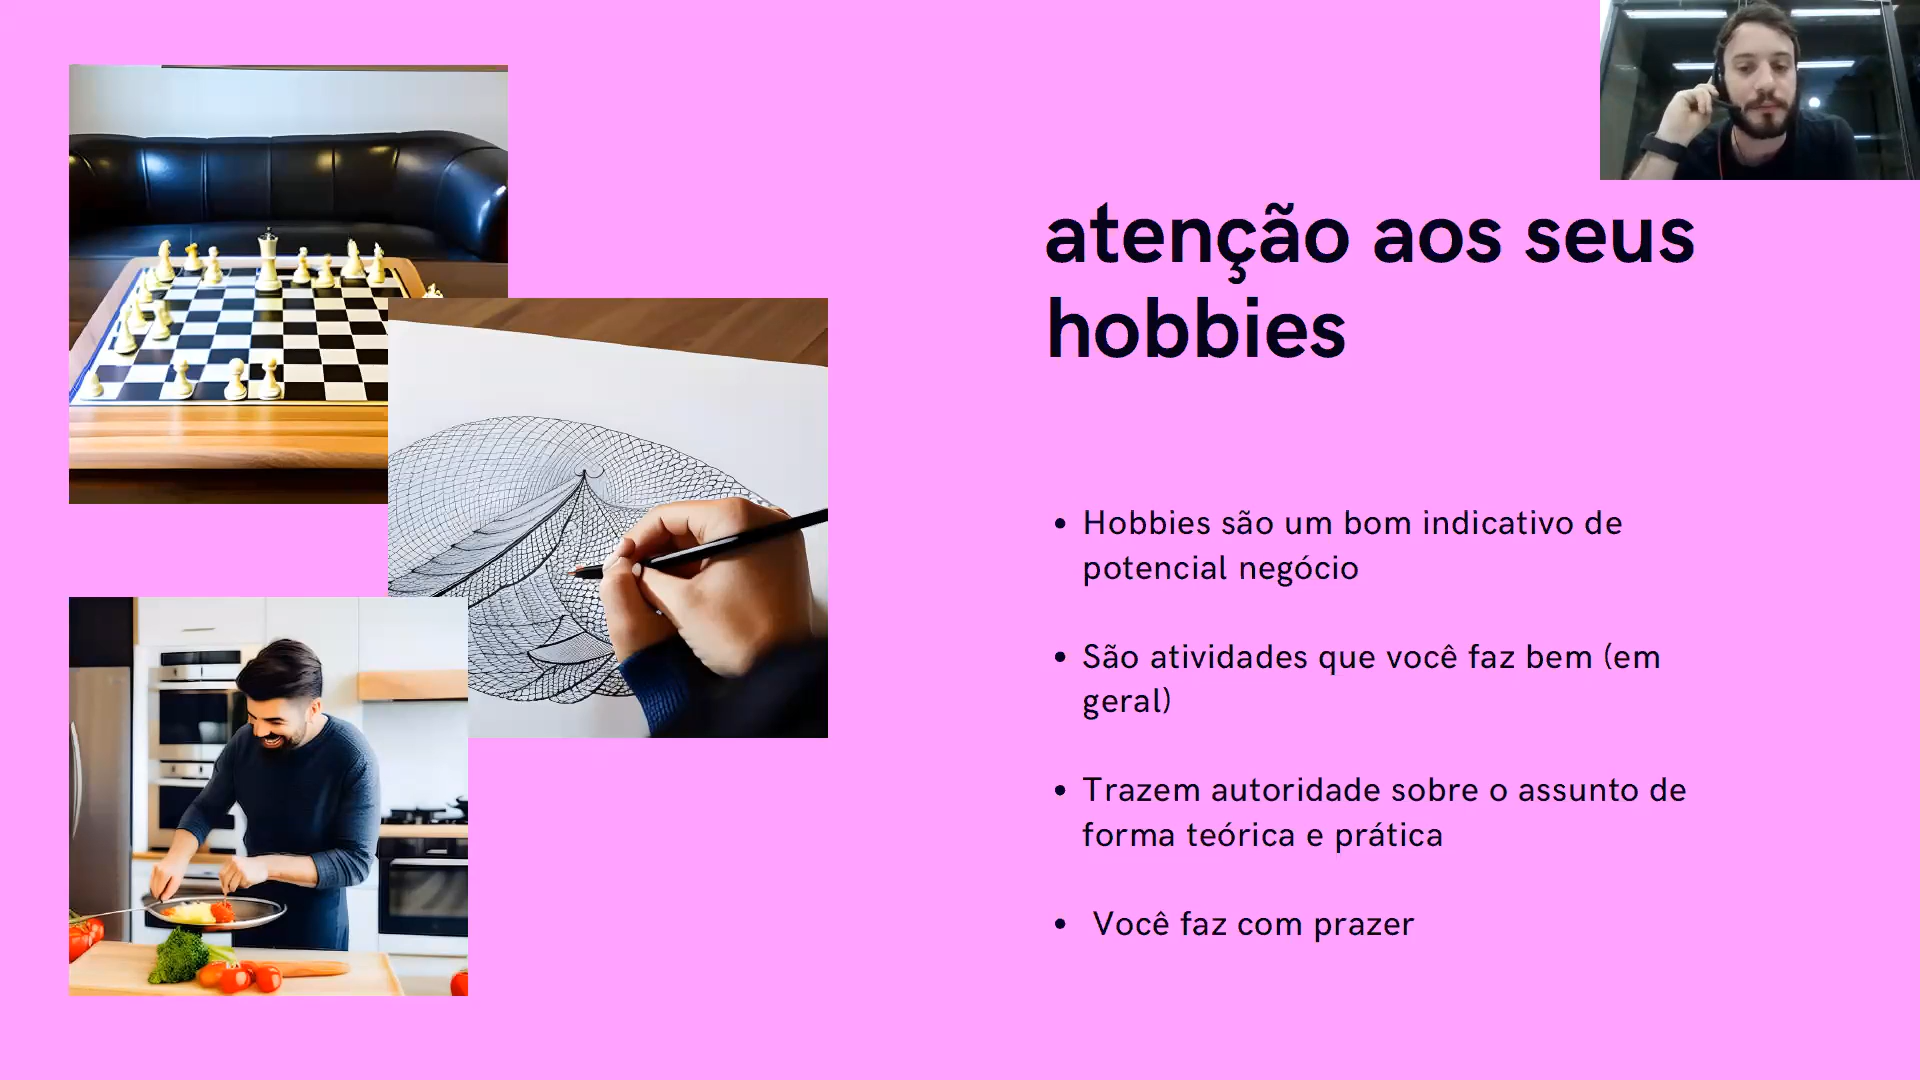 atenção aos seus
hobbies
• Hobbies são um bom indicativo de
potencial negócio
• São atividades que você faz bem (em
geral)
• Trazem autoridade sobre o assunto de
forma teórica e prática
• Você faz com prazer